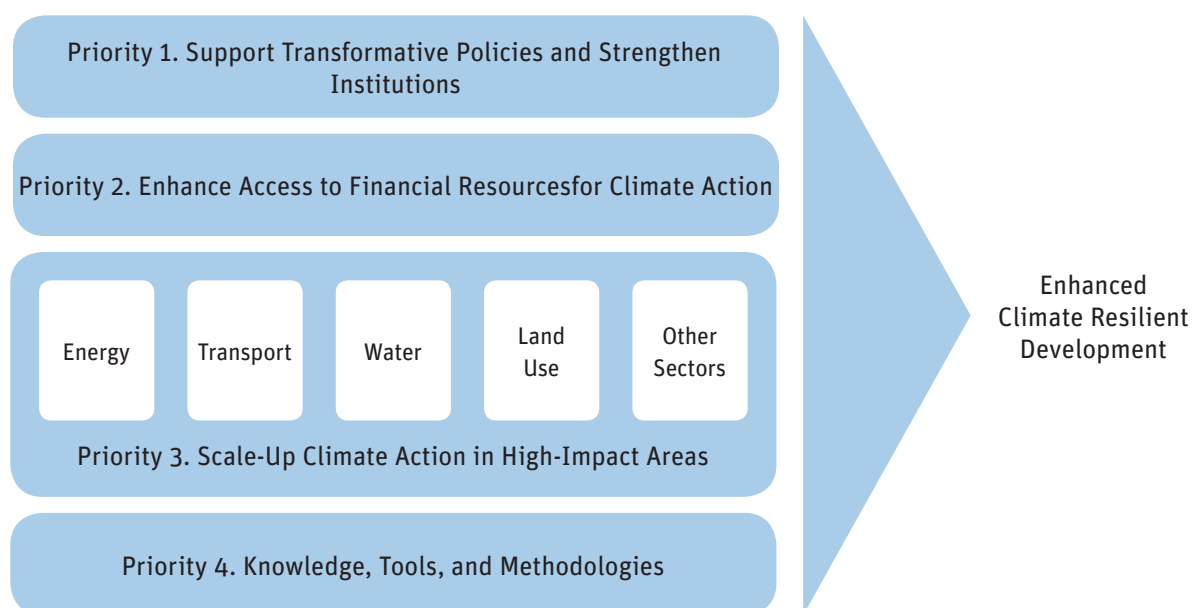 Priority 1. Support Transformative Policies and Strengthen
Institutions
Priority 2. Enhance Access to Financial Resourcesfor Climate Action
Energy
Transport
Water
Land
Use
Other
Sectors
Priority 3. Scale-Up Climate Action in High-Impact Areas
Priority 4. Knowledge, Tools, and Methodologies
Enhanced
Climate Resilient
Development